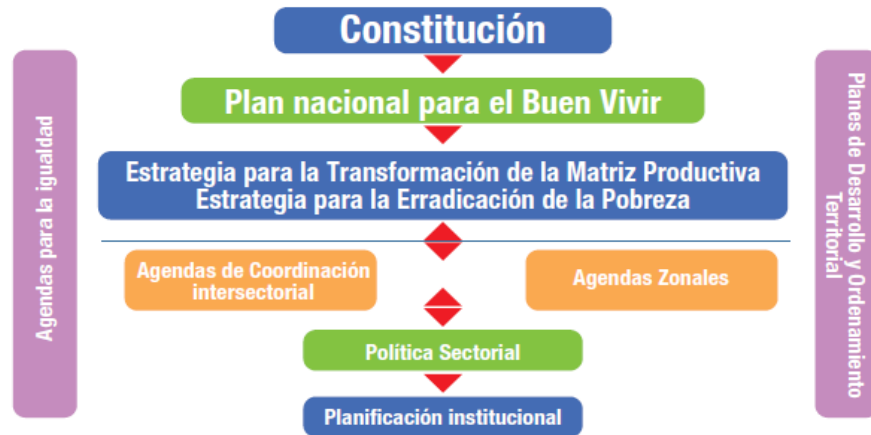 Constitución
Plan nacional para el Buen Vivir
Estrategia para la Transformación de la Matriz Productiva
Estrategia para la Erradicación de la Pobreza
Agendas de Coordinación
intersectorial
Agendas Zonales
Política Sectorial
Planificación institucional
Agendas para la igualdad
Planes de Desarrollo y Ordenamiento
Territorial